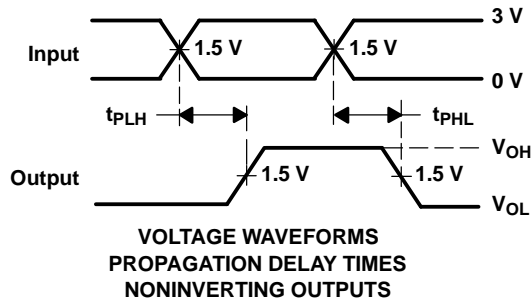 3 V
Input
1.5 V
1.5 V
0 V
tPLH
tPHL
VOH
Output
1.5 V
1.5 V
VOL
VOLTAGE WAVEFORMS
PROPAGATION DELAY TIMES
NONINVERTING OUTPUTS